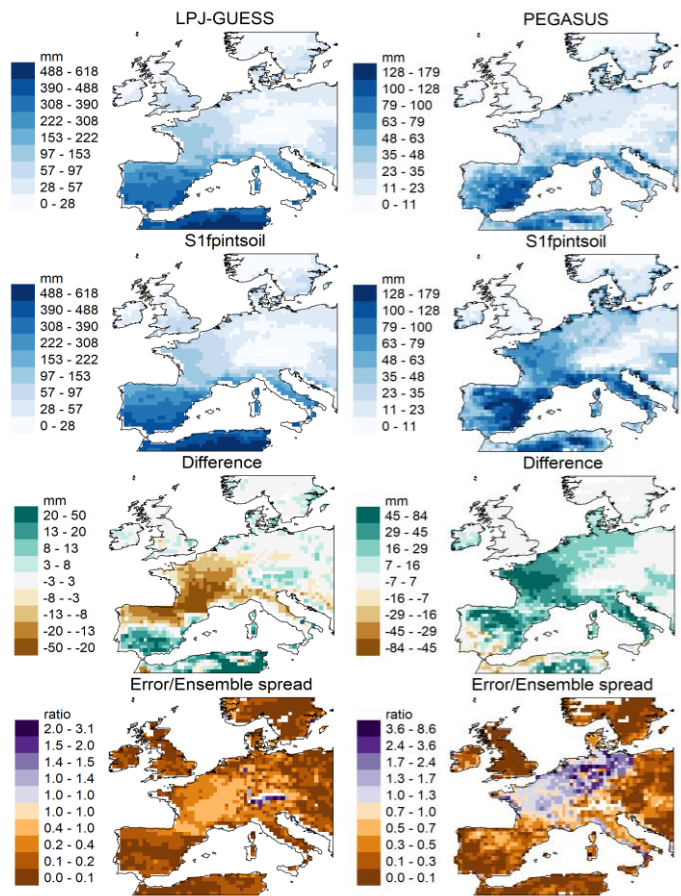 LPJ-GUESS
mm
488 - 618
390 - 488
308 - 390
222 - 308
153 - 222
97 - 153
57 - 97
28 - 57
0 - 28
PEGASUS
mm
128 - 179
100 - 128
79 - 100
63 - 79
48 - 63
35 - 48
23 - 35
11 - 23
0 - 11
S1fpintsoil
mm
488 - 618
390 - 488
308 - 390
222 - 308
153 - 222
97 - 153
57 - 97
28 - 57
0 - 28
S1fpintsoil
mm
128 - 179
100 - 128
79 - 100
63 - 79
48 - 63
35 - 48
23 - 35
11 - 23
0 - 11
Difference
mm
20 - 50
13 - 20
8 - 13
3 - 8
-3 - 3
-8 - -3
-13 - -8
-20 - -13
-50 - -20
Difference
mm
45 - 84
29 - 45
16 - 29
7 - 16
-7 - 7
-16 - -7
-29 - -16
-45 - -29
-84 - -45
Error/Ensemble spread
ratio
2.0 - 3.1
1.5 - 2.0
1.4 - 1.5
1.0 - 1.4
1.0 - 1.0
1.0 - 1.0
0.4 - 1.0
0.2 - 0.4
0.1 - 0.2
0.0 - 0.1
Error/Ensemble spread
ratio
3.6 - 8.6
2.4 - 3.6
1.7 - 2.4
1.3 - 1.7
1.0 - 1.3
0.7 - 1.0
0.5 - 0.7
0.3 - 0.5
0.1 - 0.3
0.0 - 0.1